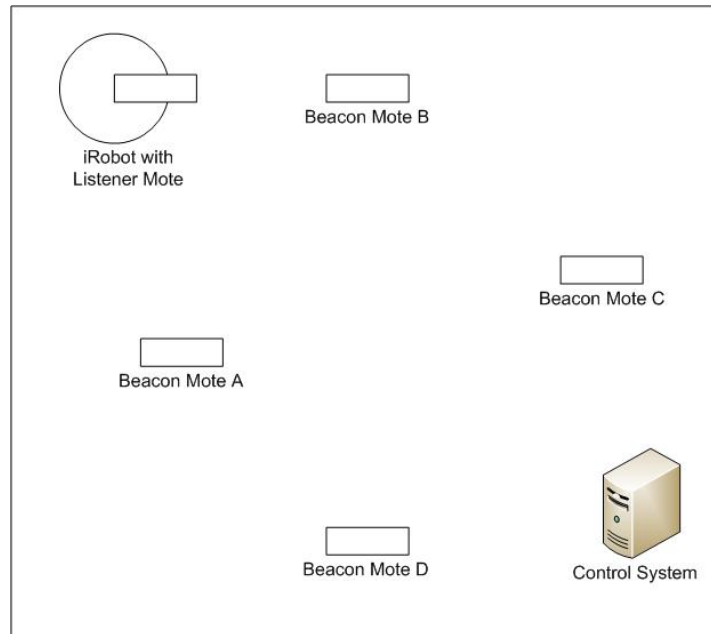 Beacon Mote B
iRobot with
Listener Mote
Beacon Mote C
Beacon Mote A
Beacon Mote D
Control System